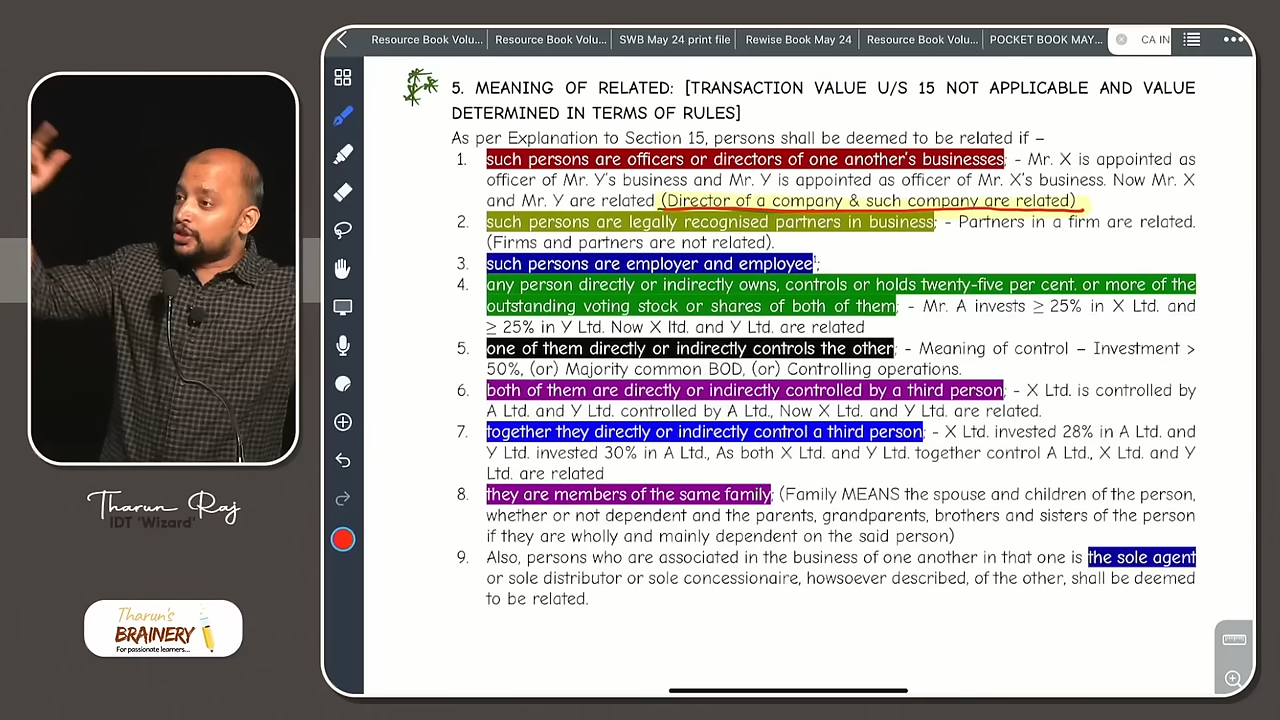 Resource Book Volu...
Resource Book Volu...
SWB May 24 print file
Rewise Book May 24
Resource Book Volu...
POCKET BOOK MAY...
CA IN
5. MEANING OF RELATED: [TRANSACTION VALUE U/S 15 NOT APPLICABLE AND VALUE
DETERMINED IN TERMS OF RULES]
As per Explanation to Section 15, persons shall be deemed to be related if –
1. such persons are officers or directors of one another's businesses; - Mr. X is appointed as
officer of Mr. Y's business and Mr. Y is appointed as officer of Mr. X's business. Now Mr. X
and Mr. Y are related (Director of a company & such company are related)
2. such persons are legally recognised partners in business; - Partners in a firm are related.
(Firms and partners are not related).
3. such persons are employer and employee¹;
4. any person directly or indirectly owns, controls or holds twenty-five per cent. or more of the
outstanding voting stock or shares of both of them; - Mr. A invests ≥ 25% in X Ltd. and
≥ 25% in Y Ltd. Now X ltd. and Y Ltd. are related
5. one of them directly or indirectly controls the other; - Meaning of control – Investment >
50%, (or) Majority common BOD, (or) Controlling operations.
6. both of them are directly or indirectly controlled by a third person; - X Ltd. is controlled by
A Ltd. and Y Ltd. controlled by A Ltd., Now X Ltd. and Y Ltd. are related.
7. together they directly or indirectly control a third person; - X Ltd. invested 28% in A Ltd. and
Y Ltd. invested 30% in A Ltd., As both X Ltd. and Y Ltd. together control A Ltd., X Ltd. and Y
Ltd. are related
8. they are members of the same family; (Family MEANS the spouse and children of the person,
whether or not dependent and the parents, grandparents, brothers and sisters of the person
if they are wholly and mainly dependent on the said person)
9. Also, persons who are associated in the business of one another in that one is the sole agent
or sole distributor or sole concessionaire, howsoever described, of the other, shall be deemed
to be related.
Tharun Raj
IDT 'Wizard'
Tharun's
BRAINERY
For passionate learners...